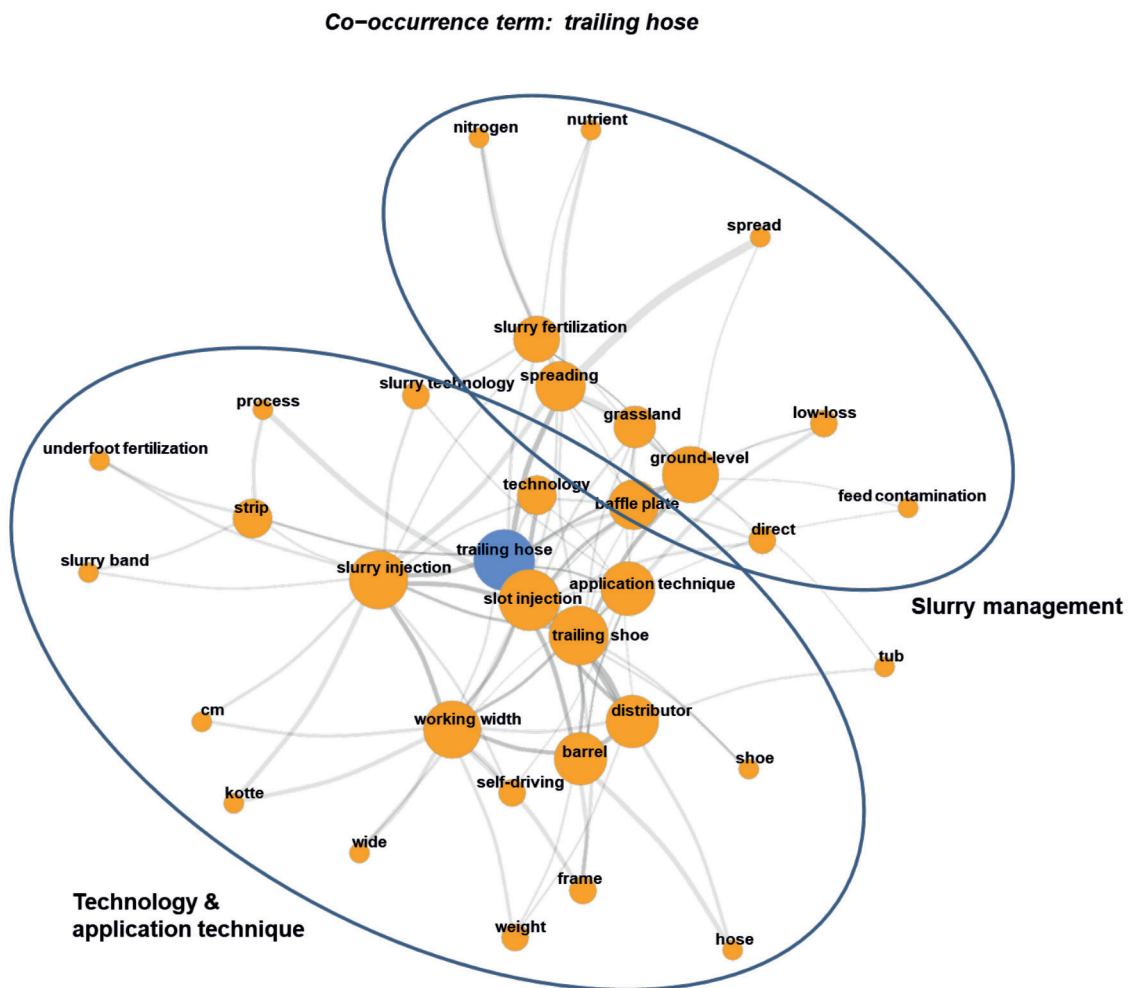 Co−occurrence term: trailing hose
nitrogen
nutrient
spread
slurry fertilization
spreading
slurry technology
process
grassland
low-loss
underfoot fertilization
ground-level
technology
baffle plate
feed contamination
strip
direct
trailing hose
slurry band
slurry injection
application technique
slot injection
Slurry management
trailing shoe
tub
cm
working width
distributor
barrel
shoe
self-driving
kotte
wide
frame
Technology &
application technique
weight
hose